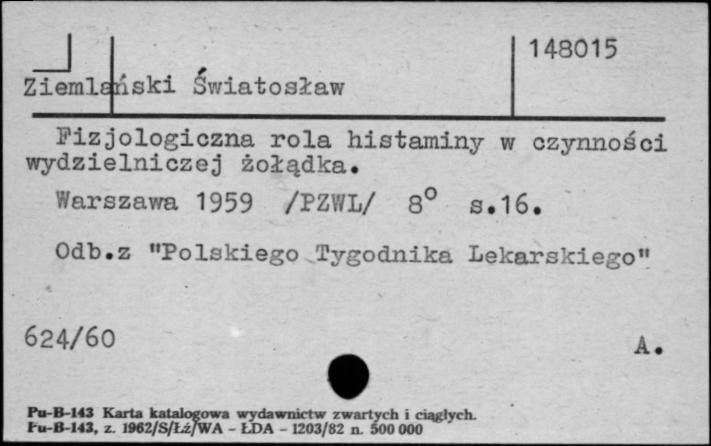 148015
Ziemlański Światosław
Fizjologiczna rola histaminy w czynności
wydzielniczej żołądka.
Warszawa 1959 /PZWL/ 8° s.16.
Odb.z "Polskiego Tygodnika Lekarskiego"
624/60
A.
Pu-B-143 Karta katalogowa wydawnictw zwartych i ciągłych.
Pu-B-143, z. 1962/S/Łż/WA - ŁDA - 1203/82 n. 500 000